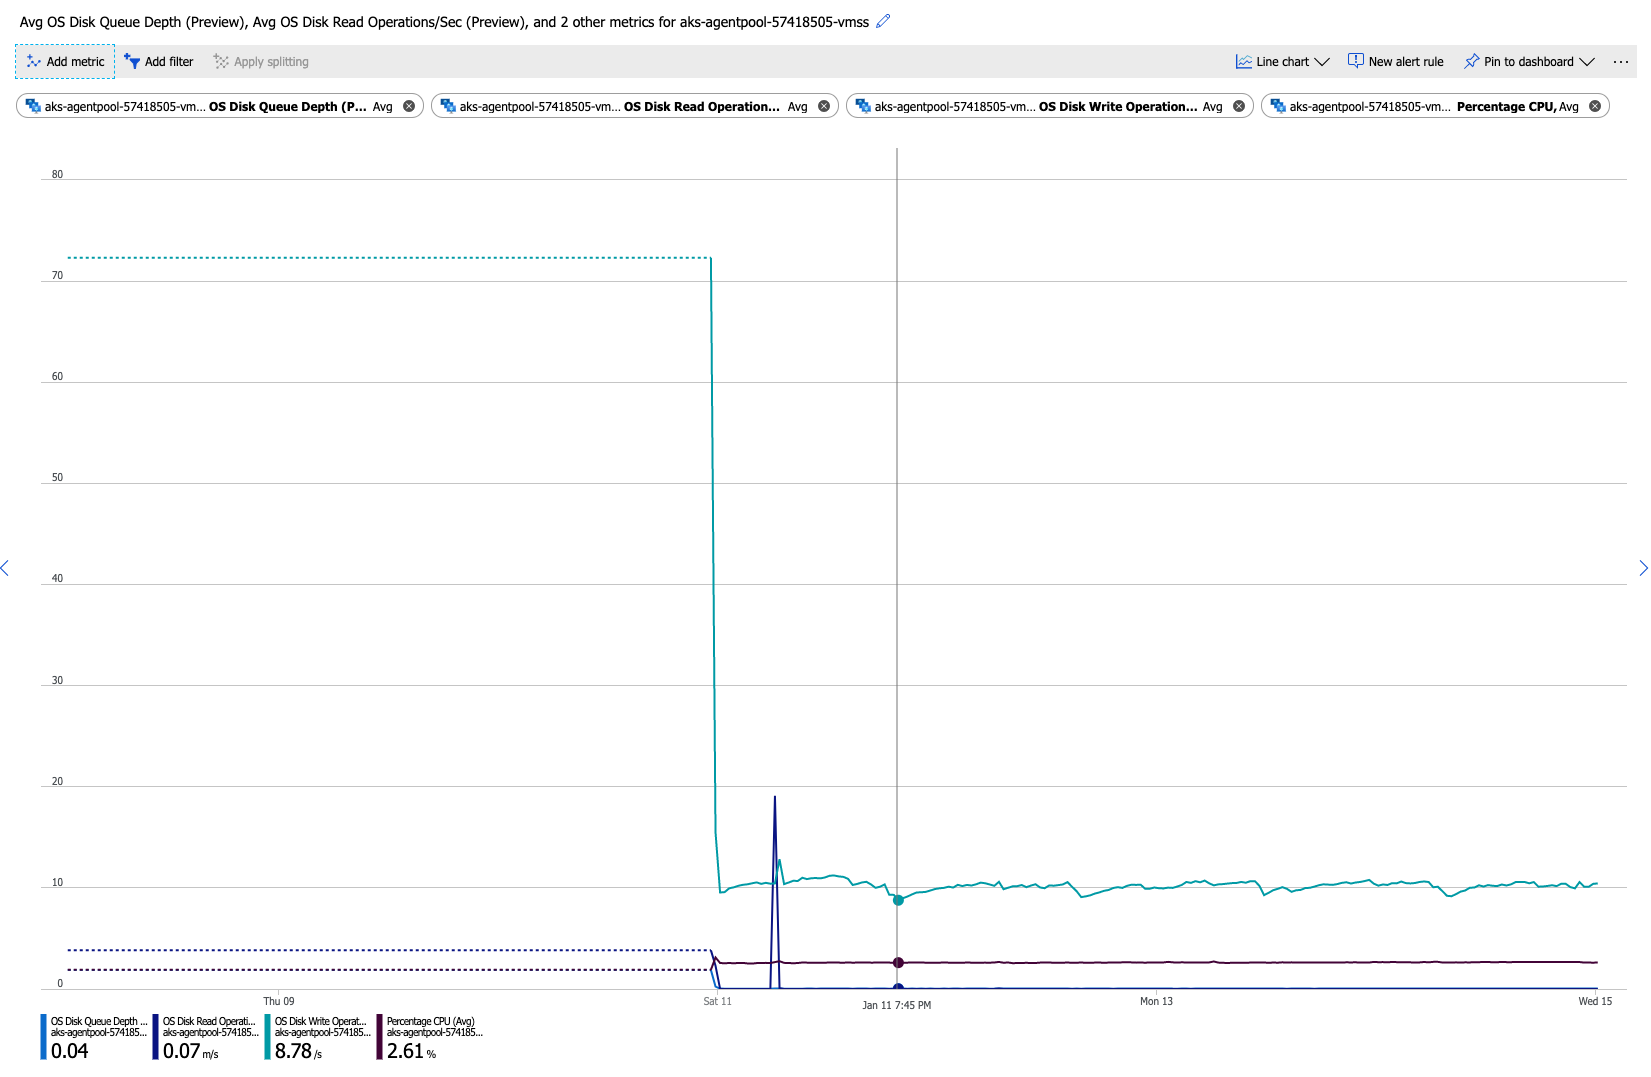 Avg OS Disk Queue Depth (Preview), Avg OS Disk Read Operations/Sec (Preview), and 2 other metrics for aks-agentpool-57418505-vmss
Add metric Add filter Apply splitting Line chart New alert rule Pin to dashboard ...
aks-agentpool-57418505-vm... OS Disk Queue Depth (P... Avg aks-agentpool-57418505-vm... OS Disk Read Operation... Avg aks-agentpool-57418505-vm... OS Disk Write Operation... Avg aks-agentpool-57418505-vm... Percentage CPU, Avg
80
70
60
50
40
30
20
10
0
Thu 09 Sat 11 Jan 11 7:45 PM Mon 13 Wed 15
OS Disk Queue Depth ... OS Disk Read Operati... OS Disk Write Operat... Percentage CPU (Avg)
aks-agentpool-574185... aks-agentpool-574185... aks-agentpool-574185... aks-agentpool-574185...
0.04 0.07 m/s 8.78 /s 2.61 %